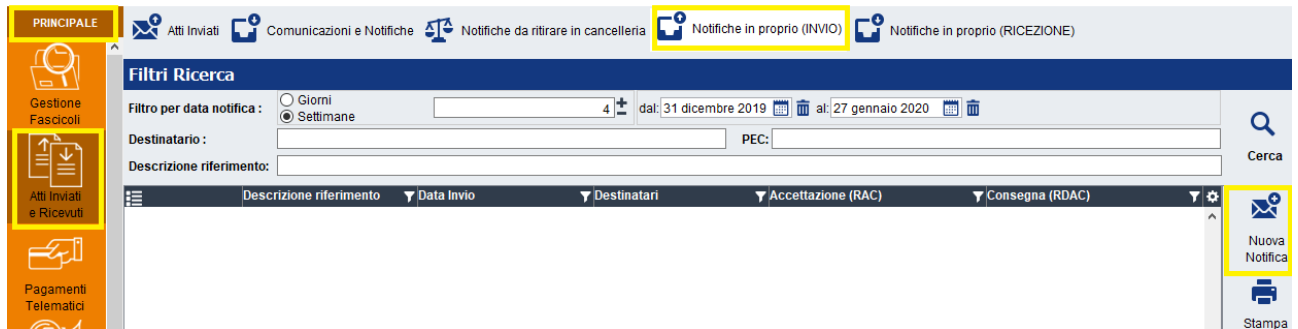 PRINCIPALE
Atti Inviati Comunicazioni e Notifiche Notifiche da ritirare in cancelleria Notifiche in proprio (INVIO) Notifiche in proprio (RICEZIONE)
Gestione
Fascicoli
Atti Inviati
e Ricevuti
Pagamenti
Telematici
Filtri Ricerca
Filtro per data notifica : Giorni
Settimane
4 dal: 31 dicembre 2019 al: 27 gennaio 2020
Destinatario : PEC:
Descrizione riferimento:
Descrizione riferimento Data Invio Destinatari Accettazione (RAC) Consegna (RDAC)
Cerca
Nuova
Notifica
Stampa